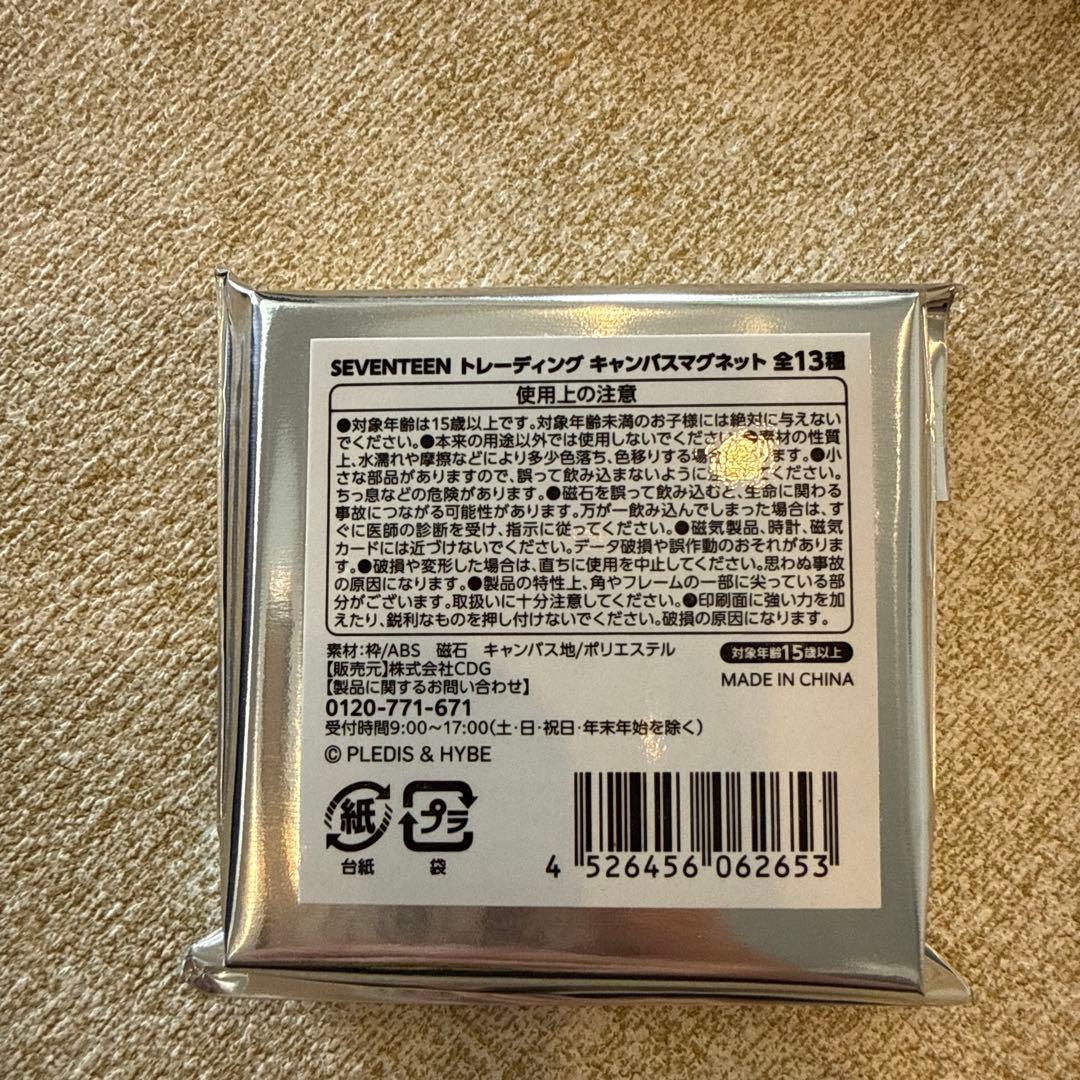 SEVENTEEN トレーディング キャンバスマグネット 全13種
使用上の注意
●対象年齢は15歳以上です。対象年齢未満のお子様には絶対に与えない
でください。●本来の用途以外では使用しないでください 素材の性質
上、水濡れや摩擦などにより多少色落ち、色移りする場合 ます。●小
さな部品がありますので、誤って飲み込まないように てください。
ちっ息などの危険があります。●磁石を誤って飲み込むと、生命に関わる
事故につながる可能性があります。万が一飲み込んでしまった場合は、す
ぐに医師の診断を受け、指示に従ってください。●磁気製品、時計、磁気
カードには近づけないでください。データ破損や誤作動のおそれがありま
す。●破損や変形した場合は、直ちに使用を中止してください。思わぬ事故
の原因になります。●製品の特性上、角やフレームの一部に尖っている部
分がございます。取扱いに十分注意してください。●印刷面に強い力を加
えたり、鋭利なものを押し付けないでください。破損の原因になります。
素材:枠/ABS 磁石 キャンバス地/ポリエステル
対象年齢15歳以上
【販売元】株式会社CDG
MADE IN CHINA
【製品に関するお問い合わせ】
0120-771-671
受付時間9:00〜17:00(土・日・祝日・年末年始を除く)
© PLEDIS & HYBE
紙 プラ
台紙 袋
4 526456 062653